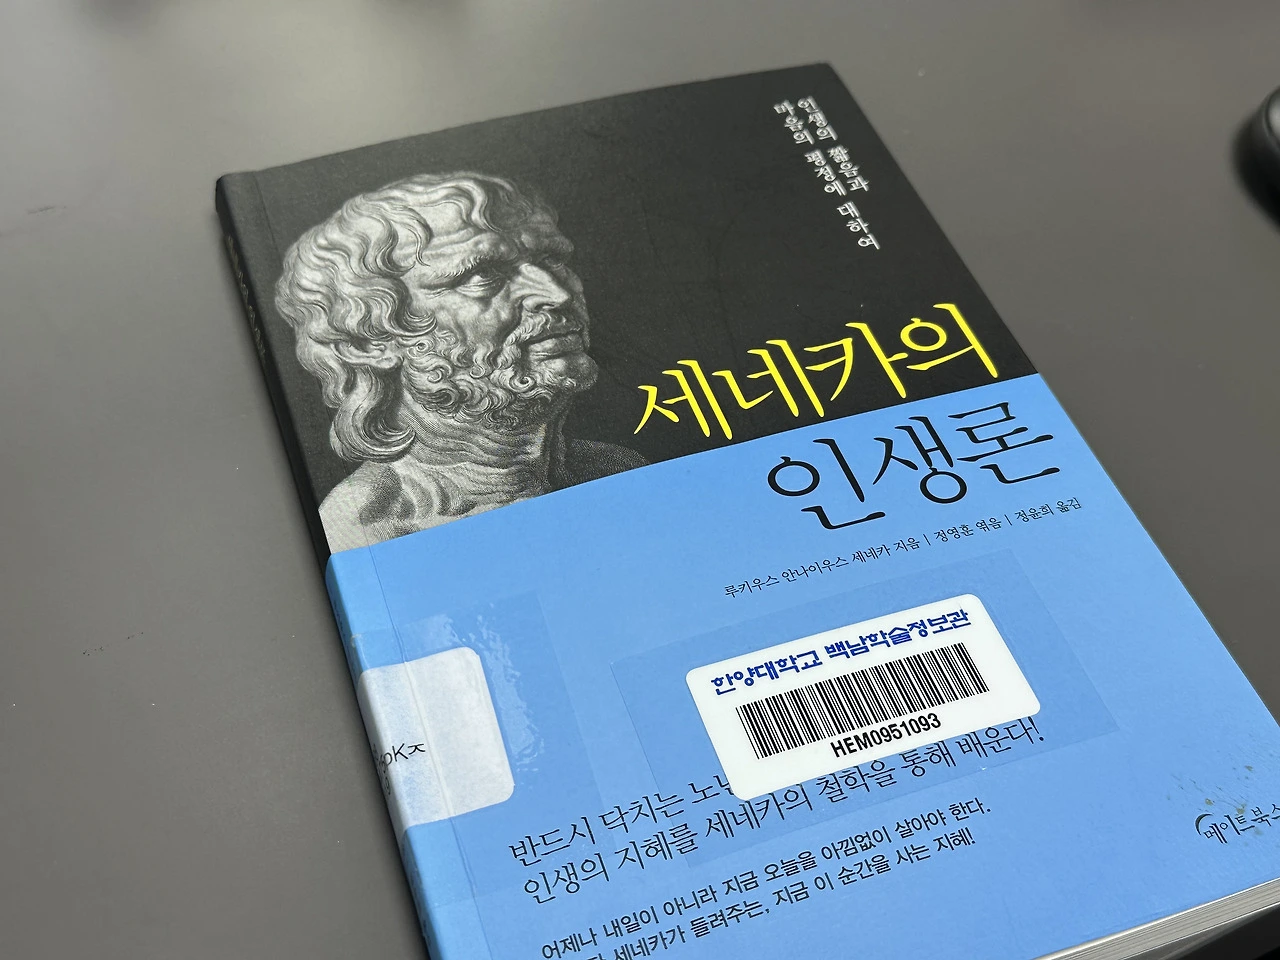 인생의 짧음과
마음의 평정에 대하여
세네카의
인생론
루키우스 안나이우스 세네카 지음 | 정영훈 엮음 | 정윤희 옮김
한양대학교 백남학술정보관
HEM0951093
반드시 닥치는
인생의 지혜를 세네카의 철학을 통해 배운다!
어제나 내일이 아니라 지금 오늘을 아낌없이 살아야 한다.
세네카가 들려주는, 지금 이 순간을 사는 지혜!
메이트북스